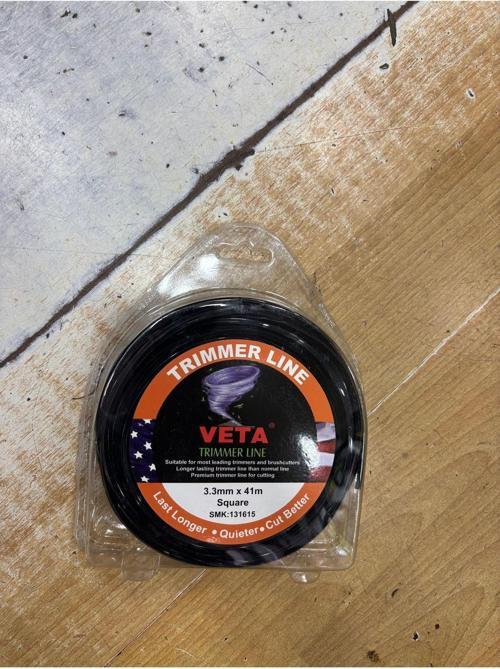 TRIMMER LINE
VETA®
TRIMMER LINE
Suitable for most leading trimmers and brushcutters
Longer lasting trimmer line than normal line
Premium trimmer line for cutting
3.3mm x 41m
Square
SMK:131615
Last Longer • Quieter • Cut Better